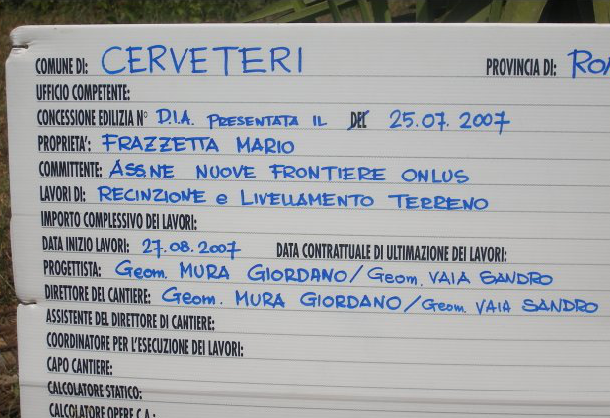 COMUNE DI: CERVETERI PROVINCIA DI:
UFFICIO COMPETENTE:
CONCESSIONE EDILIZIA N° D.I.A. PRESENTATA IL DEL 25.07.2007
PROPRIETA': FRAZZETTA MARIO
COMMITTENTE: ASS.NE NUOVE FRONTIERE ONLUS
LAVORI DI: RECINZIONE e LIVELLAMENTO TERRENO
IMPORTO COMPLESSIVO DEI LAVORI:
DATA INIZIO LAVORI: 27.08.2007 DATA CONTRATTUALE DI ULTIMAZIONE DEI LAVORI:
PROGETTISTA: Geom. MURA GIORDANO/Geom. VAIA SANDRO
DIRETTORE DEL CANTIERE: Geom. MURA GIORDANO/Geom. VAIA SANDRO
ASSISTENTE DEL DIRETTORE DI CANTIERE:
COORDINATORE PER L'ESECUZIONE DEI LAVORI:
CAPO CANTIERE:
CALCOLATORE STATICO:
CALCOLATORE OPERE C.A.: